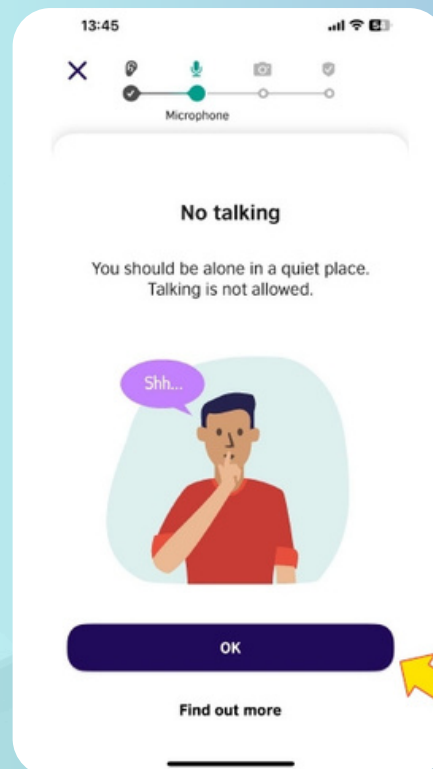 13:45
Microphone
No talking
You should be alone in a quiet place.
Talking is not allowed.
Shh...
OK
Find out more